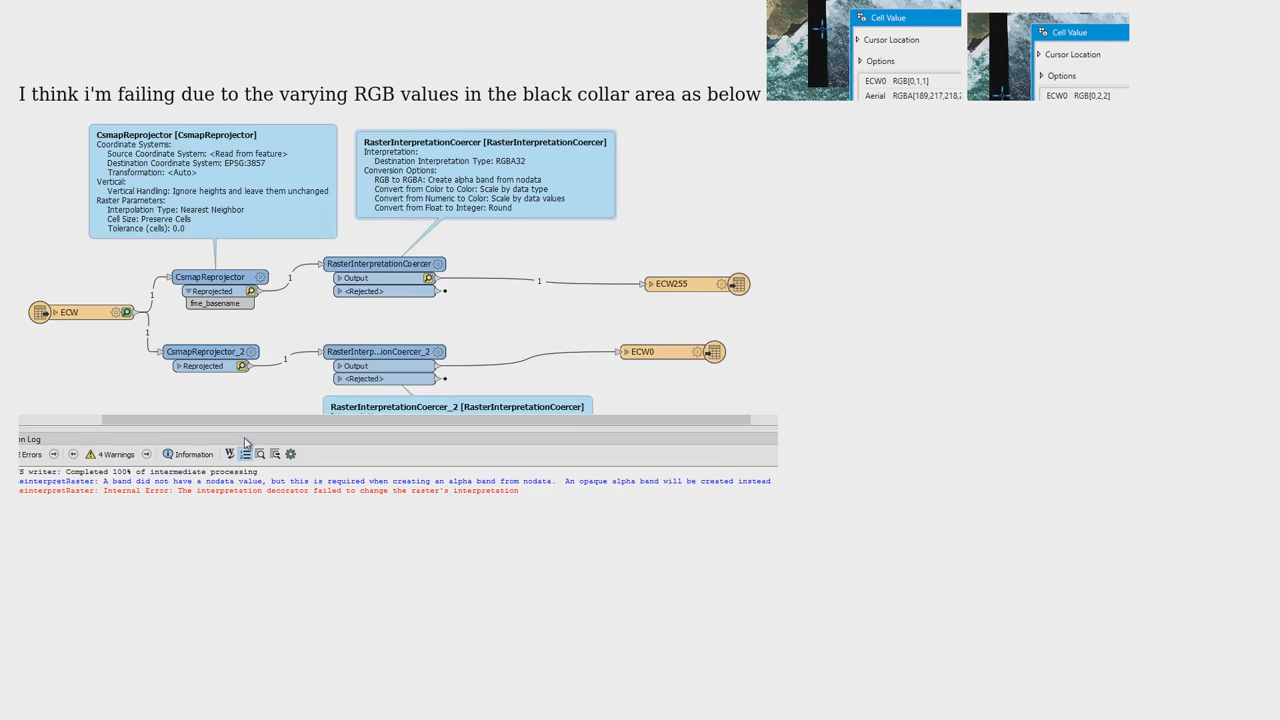 Cell Value
Cursor Location
Options
ECW0 RGB[0,1,1]
Aerial RGBA[189,217,218,
Cell Value
Cursor Location
Options
ECW0 RGB[0,2,2]
I think i'm failing due to the varying RGB values in the black collar area as below
CsmapReprojector [CsmapReprojector]
Coordinate Systems:
Source Coordinate System: <Read from feature>
Destination Coordinate System: EPSG:3857
Transformation: <Auto>
Vertical:
Vertical Handling: Ignore heights and leave them unchanged
Raster Parameters:
Interpolation Type: Nearest Neighbor
Cell Size: Preserve Cells
Tolerance (cells): 0.0
RasterInterpretationCoercer [RasterInterpretationCoercer]
Interpretation:
Destination Interpretation Type: RGBA32
Conversion Options:
RGB to RGBA: Create alpha band from nodata
Convert from Color to Color: Scale by data type
Convert from Numeric to Color: Scale by data values
Convert from Float to Integer: Round
CsmapReprojector
Reprojected
fme_basename
1
1
RasterInterpretationCoercer
Output
<Rejected>
1
ECW255
ECW
1
CsmapReprojector_2
Reprojected
1
RasterInterp...ionCoercer_2
Output
<Rejected>
ECW0
RasterInterpretationCoercer_2 [RasterInterpretationCoercer]
n Log
2 Errors 4 Warnings Information
S writer: Completed 100% of intermediate processing
einterpretRaster: A band did not have a nodata value, but this is required when creating an alpha band from nodata. An opaque alpha band will be created instead
einterpretRaster: Internal Error: The interpretation decorator failed to change the raster's interpretation